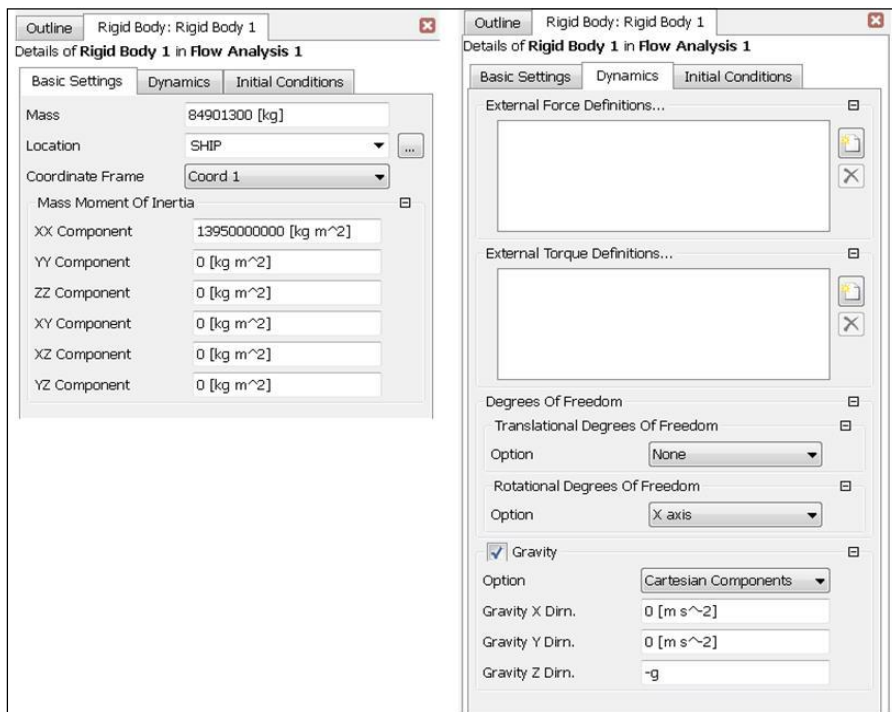 Outline Rigid Body: Rigid Body 1
Details of Rigid Body 1 in Flow Analysis 1
Basic Settings Dynamics Initial Conditions
Mass 84901300 [kg]
Location SHIP ...
Coordinate Frame Coord 1
Mass Moment Of Inertia
XX Component 13950000000 [kg m^2]
YY Component 0 [kg m^2]
ZZ Component 0 [kg m^2]
XY Component 0 [kg m^2]
XZ Component 0 [kg m^2]
YZ Component 0 [kg m^2]
Outline Rigid Body: Rigid Body 1
Details of Rigid Body 1 in Flow Analysis 1
Basic Settings Dynamics Initial Conditions
External Force Definitions...
External Torque Definitions...
Degrees Of Freedom
Translational Degrees Of Freedom
Option None
Rotational Degrees Of Freedom
Option X axis
Gravity
Option Cartesian Components
Gravity X Dirn. 0 [m s^-2]
Gravity Y Dirn. 0 [m s^-2]
Gravity Z Dirn. -g